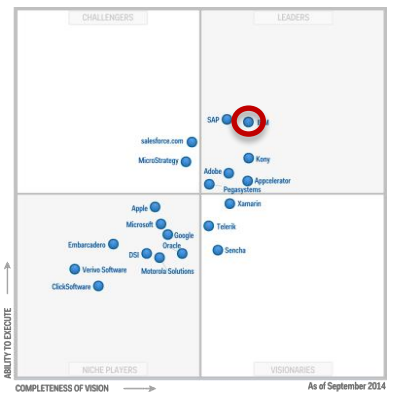 CHALLENGERS
LEADERS
SAP
salesforce.com
MicroStrategy
Kony
Adobe
Appcelerator
Pegasystems
Xamarin
Apple
Microsoft
Telerik
Google
Embarcadero
Oracle
Sencha
DSI
Verivo Software
Motorola Solutions
ClickSoftware
NICHE PLAYERS
VISIONARIES
ABILITY TO EXECUTE
COMPLETENESS OF VISION
As of September 2014